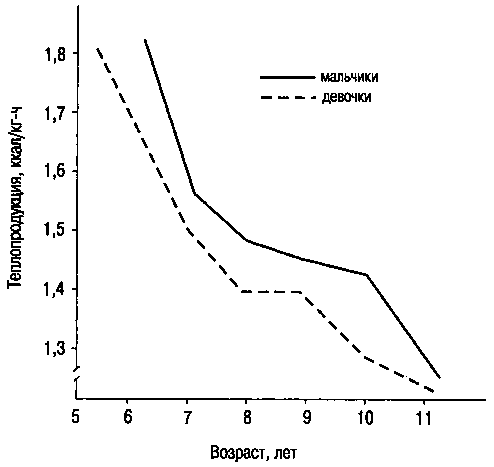 1,8
1,7
1,6
1,5
1,4
1,3
Теплопродукция, ккал/кг-ч
мальчики
девочки
5 6 7 8 9 10 11
Возраст, лет